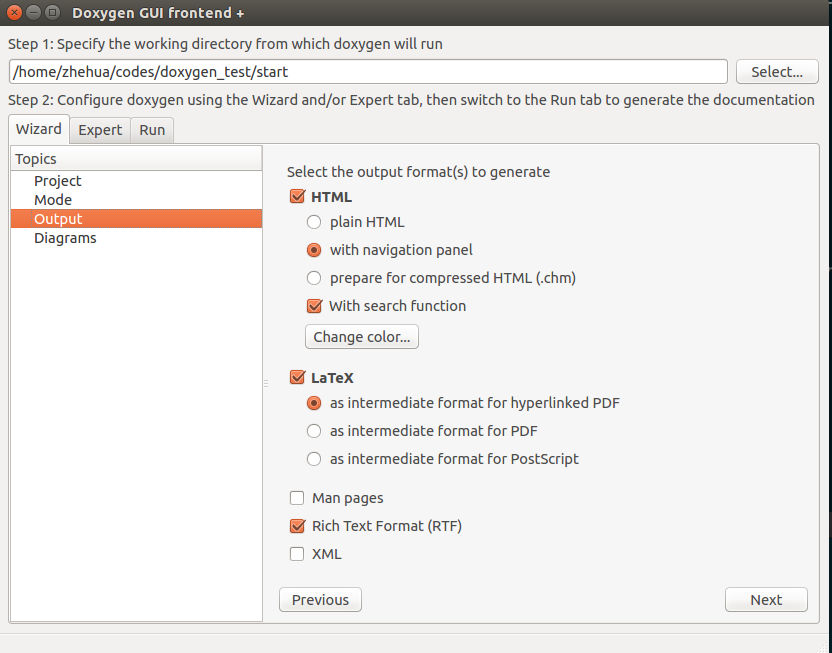 Doxygen GUI frontend +
Step 1: Specify the working directory from which doxygen will run
/home/zhehua/codes/doxygen_test/start
Select...
Step 2: Configure doxygen using the Wizard and/or Expert tab, then switch to the Run tab to generate the documentation
Wizard Expert Run
Topics
Project
Mode
Output
Diagrams
Select the output format(s) to generate
HTML
plain HTML
with navigation panel
prepare for compressed HTML (.chm)
With search function
Change color...
LaTeX
as intermediate format for hyperlinked PDF
as intermediate format for PDF
as intermediate format for PostScript
Man pages
Rich Text Format (RTF)
XML
Previous
Next